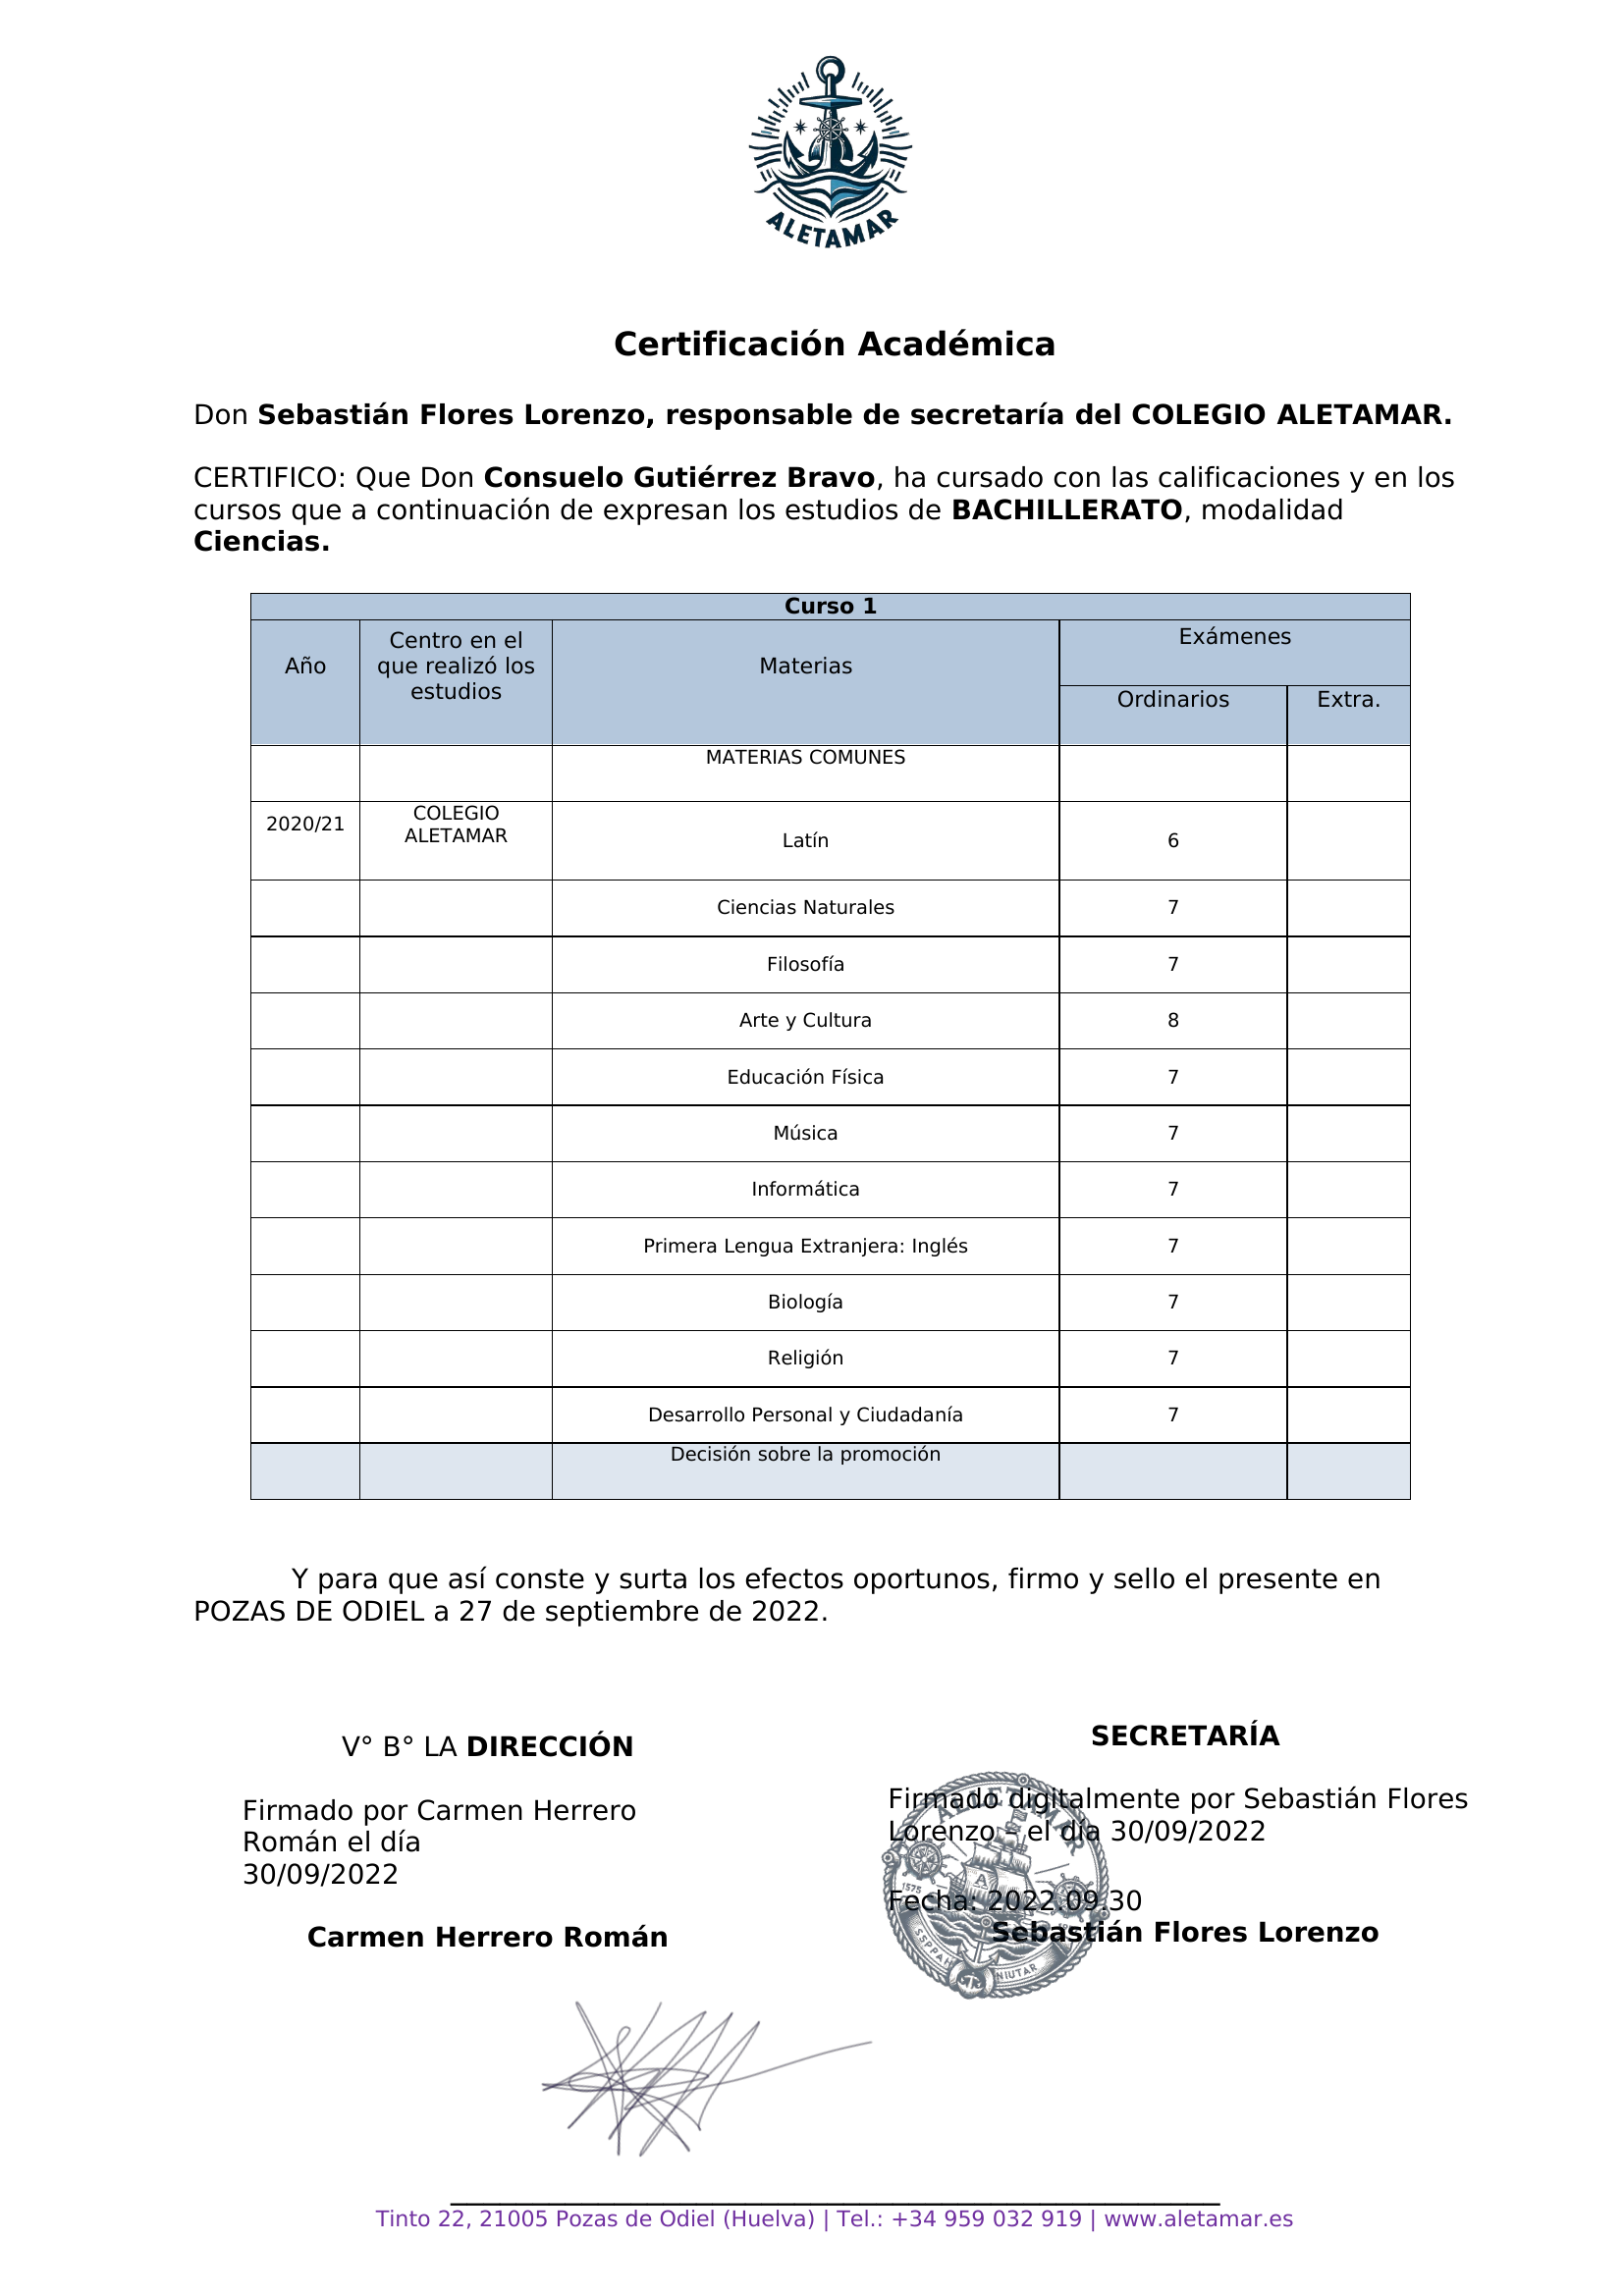 ALETAMAR
Certificación Académica
Don Sebastián Flores Lorenzo, responsable de secretaría del COLEGIO ALETAMAR.
CERTIFICO: Que Don Consuelo Gutiérrez Bravo, ha cursado con las calificaciones y en los
cursos que a continuación de expresan los estudios de BACHILLERATO, modalidad
Ciencias.
Curso 1
Año
Centro en el
que realizó los
estudios
Materias
Exámenes
Ordinarios
Extra.
MATERIAS COMUNES
2020/21
COLEGIO
ALETAMAR
Latín
6
Ciencias Naturales
7
Filosofía
7
Arte y Cultura
8
Educación Física
7
Música
7
Informática
7
Primera Lengua Extranjera: Inglés
7
Biología
7
Religión
7
Desarrollo Personal y Ciudadanía
7
Decisión sobre la promoción
Y para que así conste y surta los efectos oportunos, firmo y sello el presente en
POZAS DE ODIEL a 27 de septiembre de 2022.
V° B° LA DIRECCIÓN
Firmado por Carmen Herrero
Román el día
30/09/2022
Carmen Herrero Román
SECRETARÍA
Firmado digitalmente por Sebastián Flores
Lorenzo - el día 30/09/2022
Fecha: 2022.09.30
Sebastián Flores Lorenzo
ALETAMAR
A
1575
Tinto 22, 21005 Pozas de Odiel (Huelva) | Tel.: +34 959 032 919 | www.aletamar.es